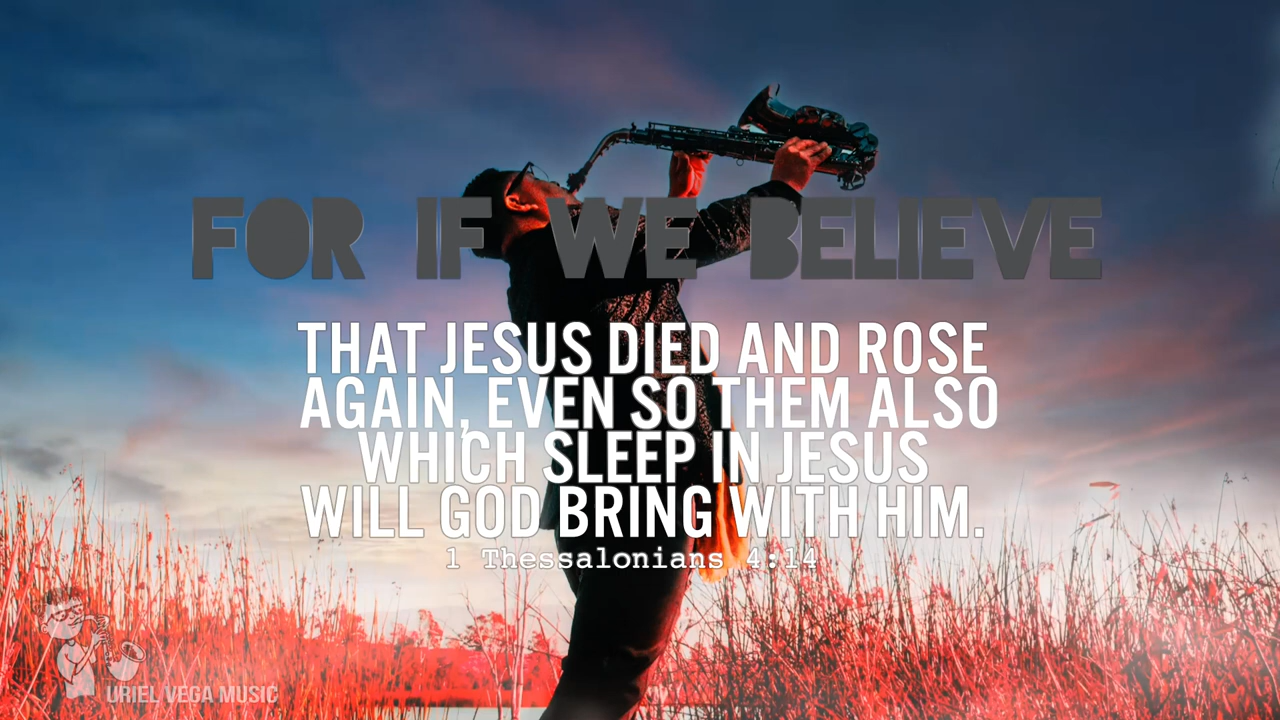 FOR IF WE BELIEVE
THAT JESUS DIED AND ROSE
AGAIN, EVEN SO THEM ALSO
WHICH SLEEP IN JESUS
WILL GOD BRING WITH HIM.
1 Thessalonians 4:14
URIEL VEGA MUSIC